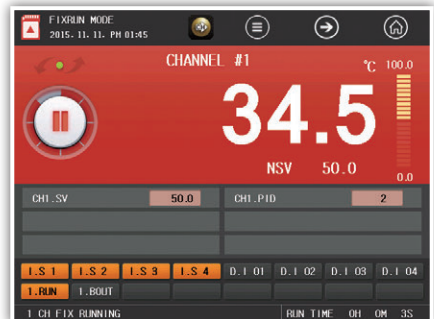 FIXRUN MODE
2015. 11. 11. PM 01:45
CHANNEL #1
℃ 100.0
34.5
NSV 50.0
0.0
CH1.SV 50.0 CH1.PID 2
I.S 1 I.S 2 I.S 3 I.S 4 D.I 01 D.I 02 D.I 03 D.I 04
1.RUN 1.BOUT
1 CH FIX RUNNING RUN TIME 0H 0M 3S